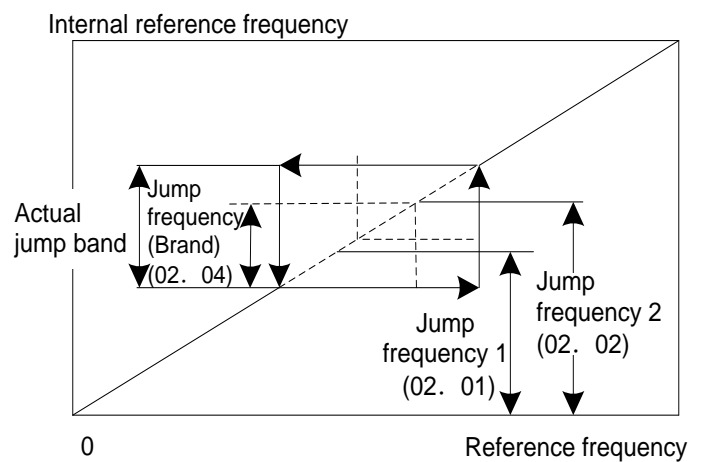 Internal reference frequency
Actual
jump band
Jump
frequency
(Brand)
(02. 04)
Jump
frequency 1
(02. 01)
Jump
frequency 2
(02. 02)
0
Reference frequency